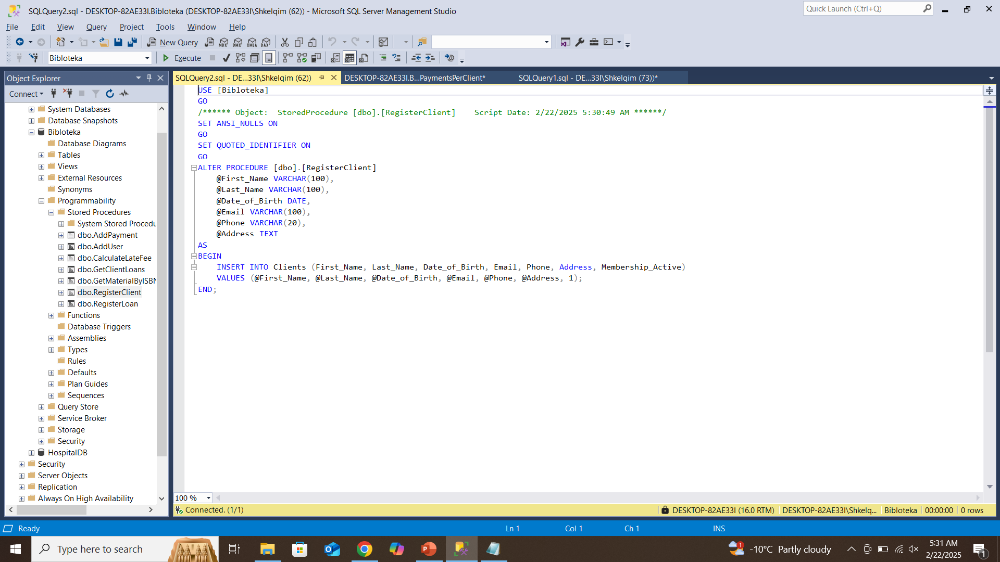 SQLQuery2.sql - DESKTOP-82AE33I.Bibloteka (DESKTOP-82AE33I\Shkelqim (62)) - Microsoft SQL Server Management Studio
Quick Launch (Ctrl+Q)
File Edit View Query Project Tools Window Help
New Query MDX DMX XMLA DAX
Bibloteka Execute
Object Explorer
SQLQuery2.sql - DE...33I\Shkelqim (62)) DESKTOP-82AE33I.B...PaymentsPerClient* SQLQuery1.sql - DE...33I\Shkelqim (73))*
Connect
System Databases
Database Snapshots
Bibloteka
Database Diagrams
Tables
Views
External Resources
Synonyms
Programmability
Stored Procedures
System Stored Procedu
dbo.AddPayment
dbo.AddUser
dbo.CalculateLateFee
dbo.GetClientLoans
dbo.GetMaterialByISBN
dbo.RegisterClient
dbo.RegisterLoan
Functions
Database Triggers
Assemblies
Types
Rules
Defaults
Plan Guides
Sequences
Query Store
Service Broker
Storage
Security
HospitalDB
Security
Server Objects
Replication
Always On High Availability
USE [Bibloteka]
GO
/****** Object:  StoredProcedure [dbo].[RegisterClient]    Script Date: 2/22/2025 5:30:49 AM ******/
SET ANSI_NULLS ON
GO
SET QUOTED_IDENTIFIER ON
GO
ALTER PROCEDURE [dbo].[RegisterClient]
@First_Name VARCHAR(100),
@Last_Name VARCHAR(100),
@Date_of_Birth DATE,
@Email VARCHAR(100),
@Phone VARCHAR(20),
@Address TEXT
AS
BEGIN
INSERT INTO Clients (First_Name, Last_Name, Date_of_Birth, Email, Phone, Address, Membership_Active)
VALUES (@First_Name, @Last_Name, @Date_of_Birth, @Email, @Phone, @Address, 1);
END;
100 %
Connected. (1/1) DESKTOP-82AE33I (16.0 RTM) DESKTOP-82AE33I\Shkelq... Bibloteka 00:00:00 0 rows
Ready Ln 1 Col 1 Ch 1 INS
Type here to search
1 -10°C Partly cloudy
5:31 AM
2/22/2025
1